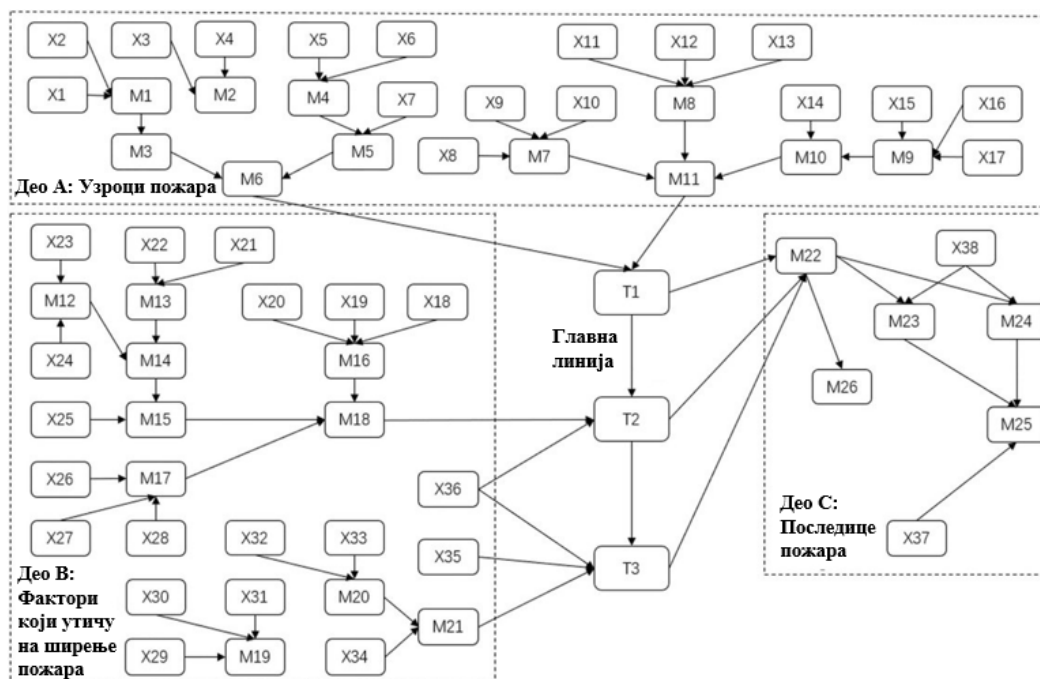 X2 X3 X4 X5 X6 X11 X12 X13
X1 M1 M2 M4 X7 X9 X10 M8 X14 X15 X16
M3 M5 X8 M7 M10 M9 X17
M6 M11
Део А: Узроци пожара
X23 X22 X21 M22 X38
M12 M13 X20 X19 X18 T1 M23 M24
X24 M14 M16
Главна
линија
M26
X25 M15 M18 T2 M25
X26 M17 X36
X27 X28 X32 X33 X35 T3 X37
Део C:
Последице
пожара
Део B:
Фактори
који утичу
на ширење
пожара
X30 X31 M20 M21
X29 M19 X34